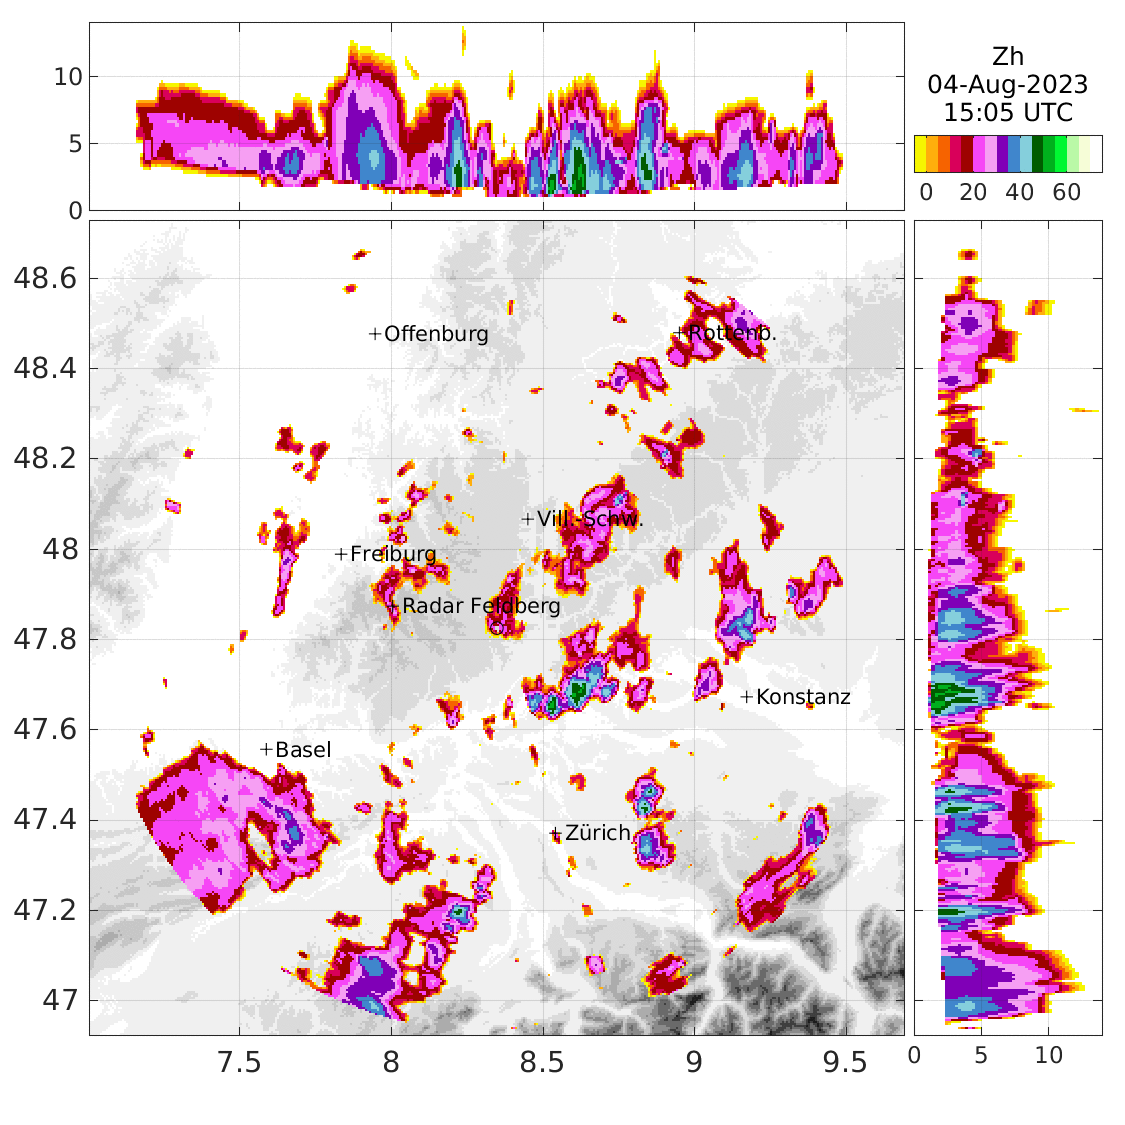 10
5
0
Zh
04-Aug-2023
15:05 UTC
0 20 40 60
48.6
48.4
48.2
48
47.8
47.6
47.4
47.2
47
+Offenburg
+Rottenb.
+Vill.-Schw.
+Freiburg
+Radar Feldberg
+Konstanz
+Basel
+Zürich
7.5 8 8.5 9 9.5
0 5 10